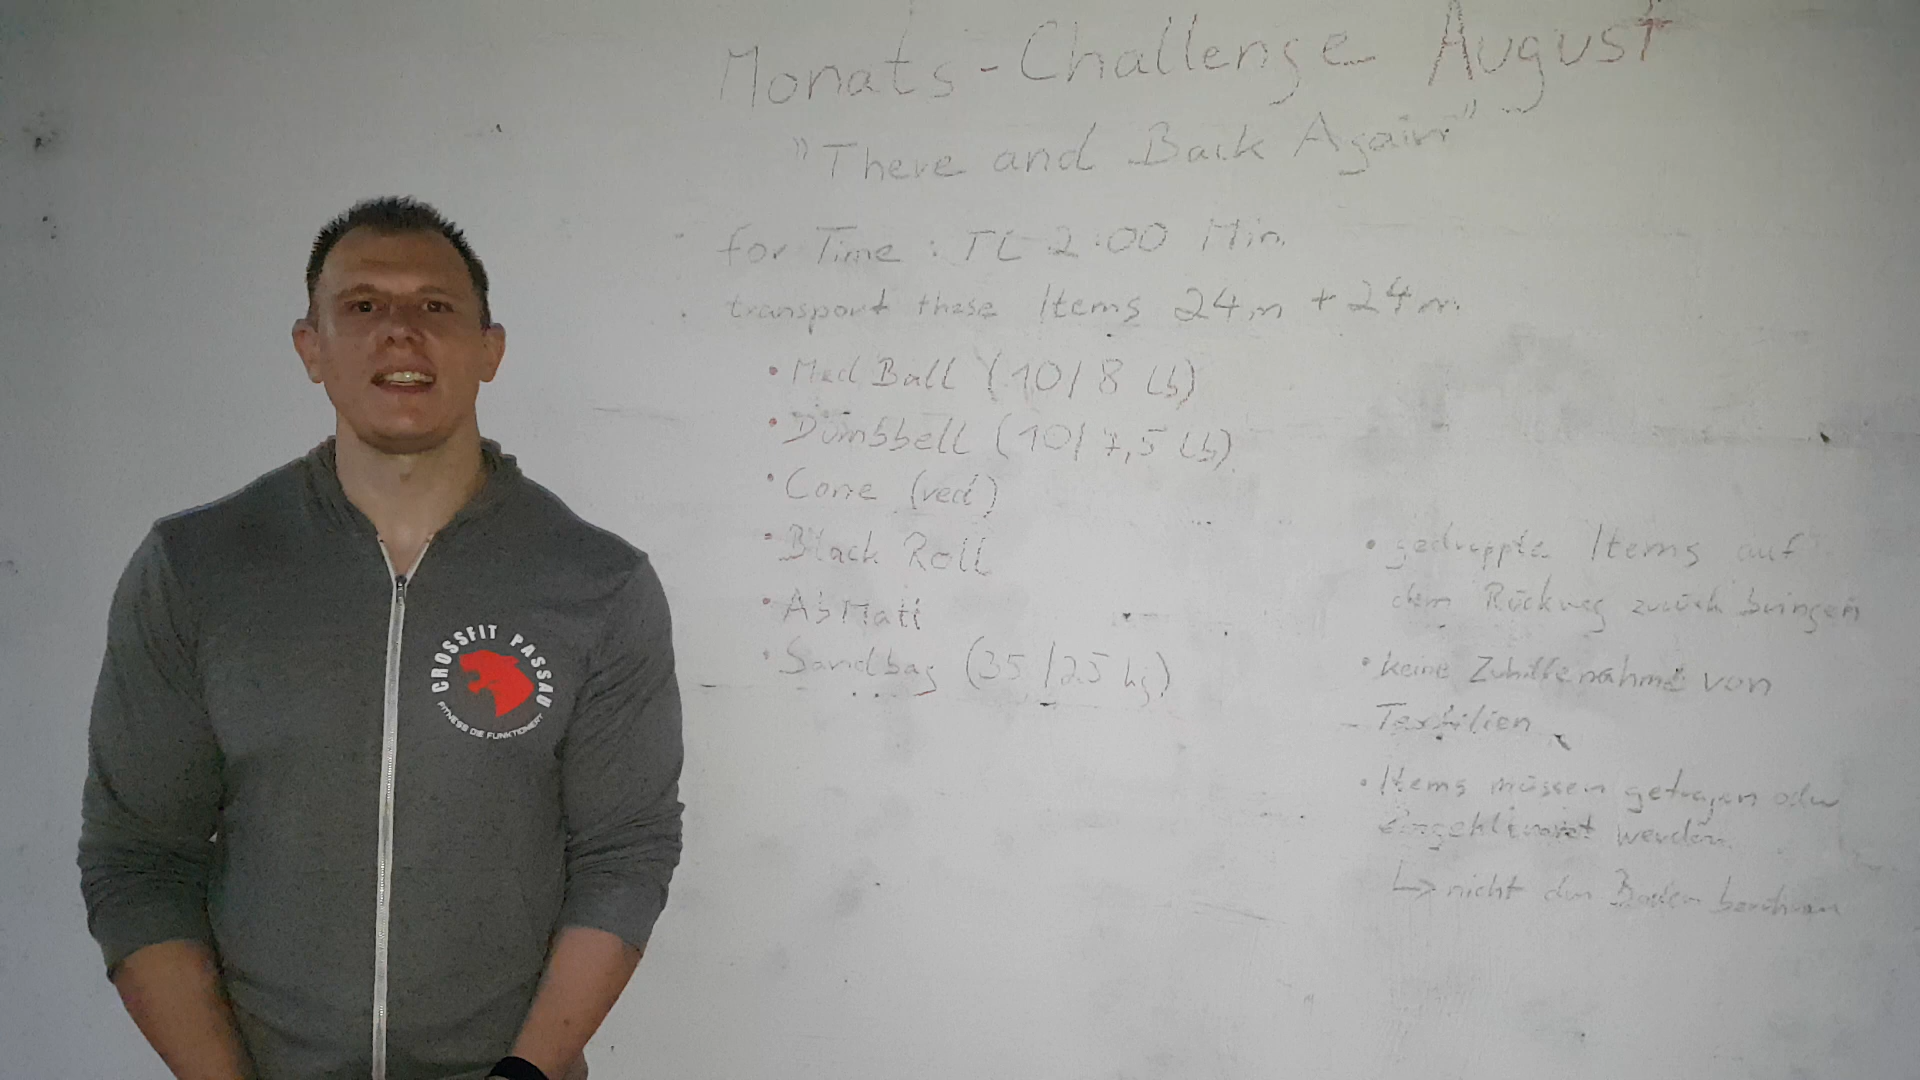 Monats-Challenge August
"There and Back Again"
for Time: TL 2:00 Min.
transport these Items 24m + 24m.
• Med Ball (10/8 Lb)
• Dumbbell (10/7,5 Lb)
• Cone (red)
• Black Roll
• AbMatt
• Sandbag (35/25 kg)
• gedroppte Items auf
dem Rückweg zurück bringen
• keine Zuhilfenahme von
Textilien
• Items müssen getragen oder
eingeklemmt werden
↳ nicht den Boden berühren
CROSSFIT PASSAU
FITNESS DIE FUNKTIONIERT